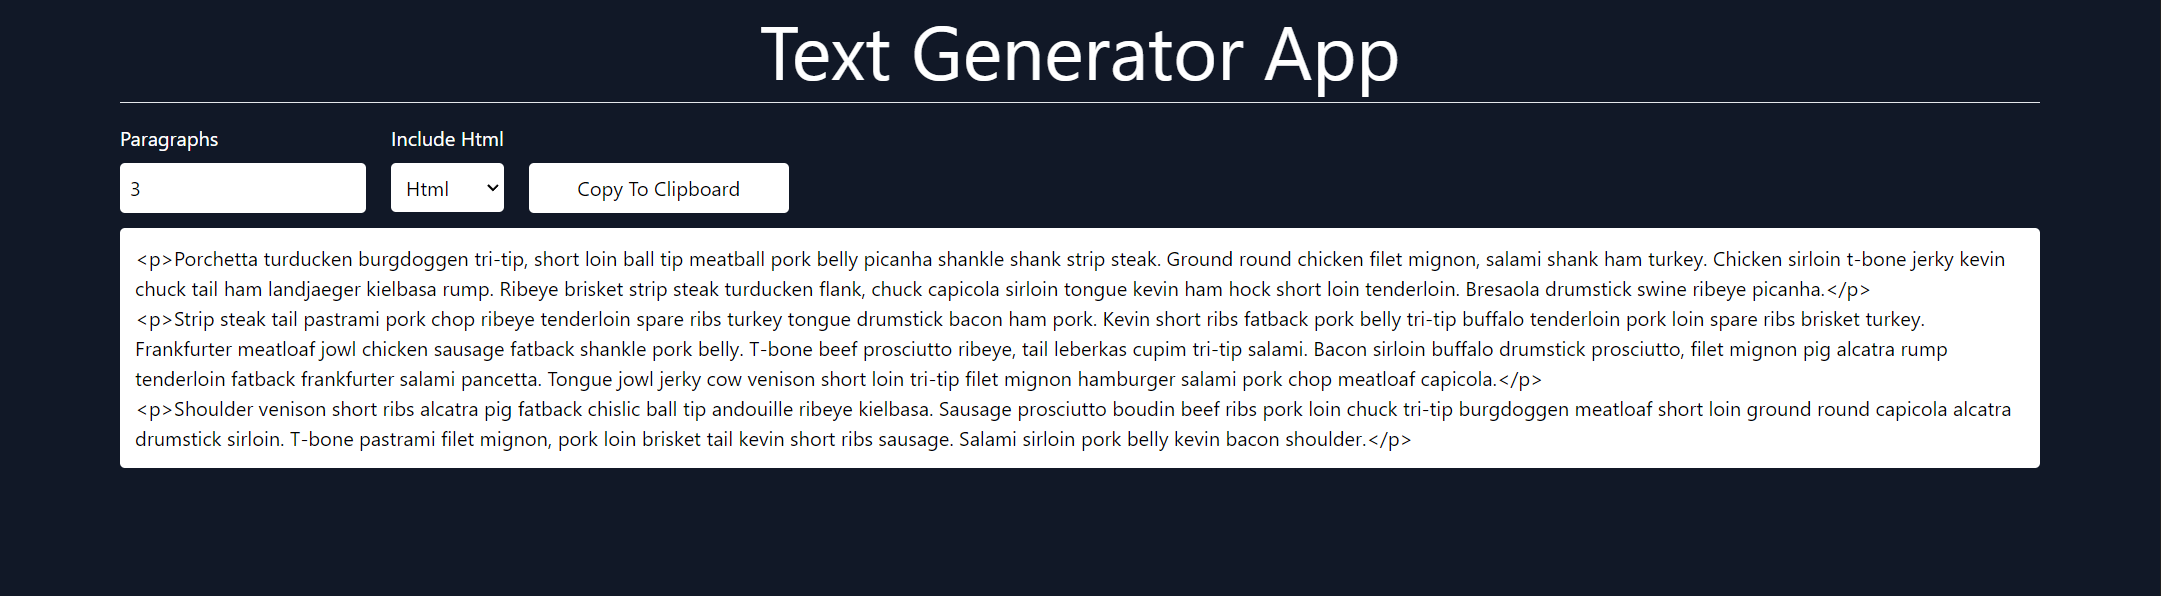 Text Generator App
Paragraphs
Include Html
3
Html
Copy To Clipboard
<p>Porchetta turducken burgdoggen tri-tip, short loin ball tip meatball pork belly picanha shankle shank strip steak. Ground round chicken filet mignon, salami shank ham turkey. Chicken sirloin t-bone jerky kevin
chuck tail ham landjaeger kielbasa rump. Ribeye brisket strip steak turducken flank, chuck capicola sirloin tongue kevin ham hock short loin tenderloin. Bresaola drumstick swine ribeye picanha.</p>
<p>Strip steak tail pastrami pork chop ribeye tenderloin spare ribs turkey tongue drumstick bacon ham pork. Kevin short ribs fatback pork belly tri-tip buffalo tenderloin pork loin spare ribs brisket turkey.
Frankfurter meatloaf jowl chicken sausage fatback shankle pork belly. T-bone beef prosciutto ribeye, tail leberkas cupim tri-tip salami. Bacon sirloin buffalo drumstick prosciutto, filet mignon pig alcatra rump
tenderloin fatback frankfurter salami pancetta. Tongue jowl jerky cow venison short loin tri-tip filet mignon hamburger salami pork chop meatloaf capicola.</p>
<p>Shoulder venison short ribs alcatra pig fatback chislic ball tip andouille ribeye kielbasa. Sausage prosciutto boudin beef ribs pork loin chuck tri-tip burgdoggen meatloaf short loin ground round capicola alcatra
drumstick sirloin. T-bone pastrami filet mignon, pork loin brisket tail kevin short ribs sausage. Salami sirloin pork belly kevin bacon shoulder.</p>